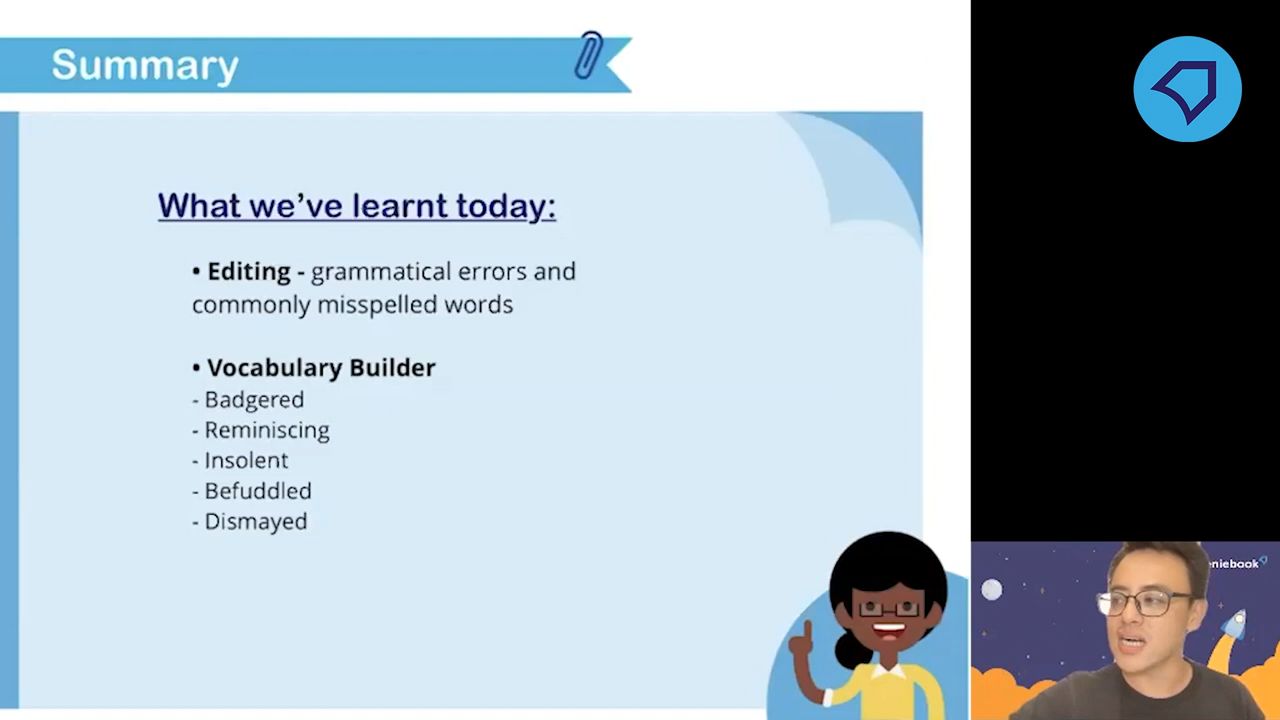 Summary
What we've learnt today:
• Editing - grammatical errors and
commonly misspelled words
• Vocabulary Builder
- Badgered
- Reminiscing
- Insolent
- Befuddled
- Dismayed
eniebook